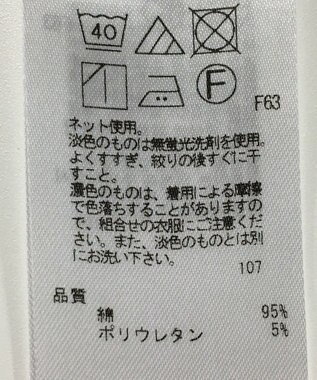 40
F
F63
ネット使用。
淡色のものは無蛍光洗剤を使用。
よくすすぎ、絞りの後すぐに干
すこと。
濃色のものは、着用による摩擦
で色落ちすることがありますの
で、組合せの衣服にご注意くだ
さい。また、淡色のものとは別
にお洗い下さい。
107
品質
綿 95%
ポリウレタン 5%